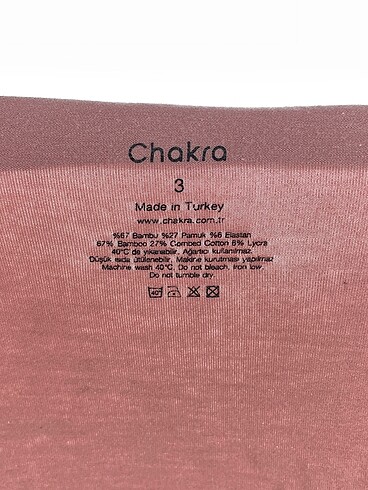 Chakra
3
Made in Turkey
www.chakra.com.tr
%67 Bambu %27 Pamuk %6 Elastan
67% Bamboo 27% Combed Cotton 6% Lycra
40°C'de yıkanabilir, Ağartıcı kullanılmaz
Düşük ısıda ütülenebilir, Makine kurutması yapılmaz
Machine wash 40°C, Do not bleach, Iron low,
Do not tumble dry.
40°